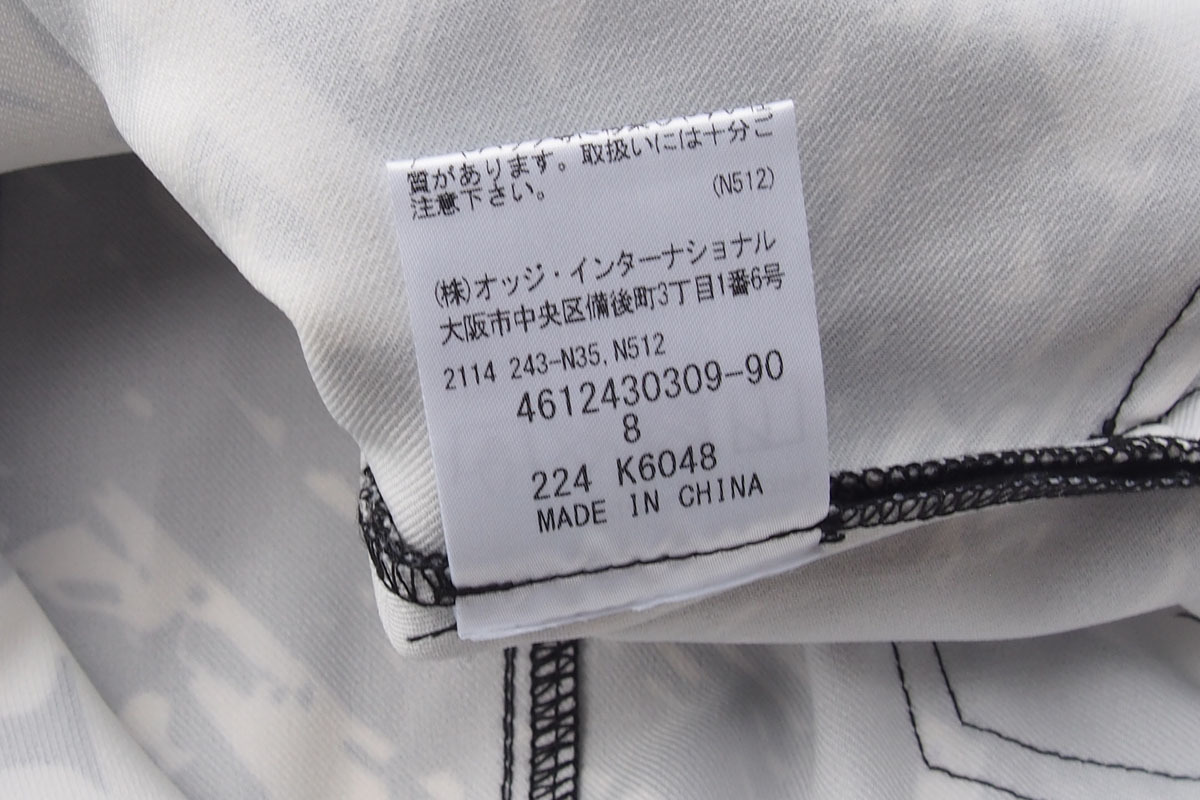 質があります。取扱いには十分ご
注意下さい。
(N512)
(株)オッジ・インターナショナル
大阪市中央区備後町3丁目1番6号
2114 243-N35, N512
4612430309-90
8
224 K6048
MADE IN CHINA